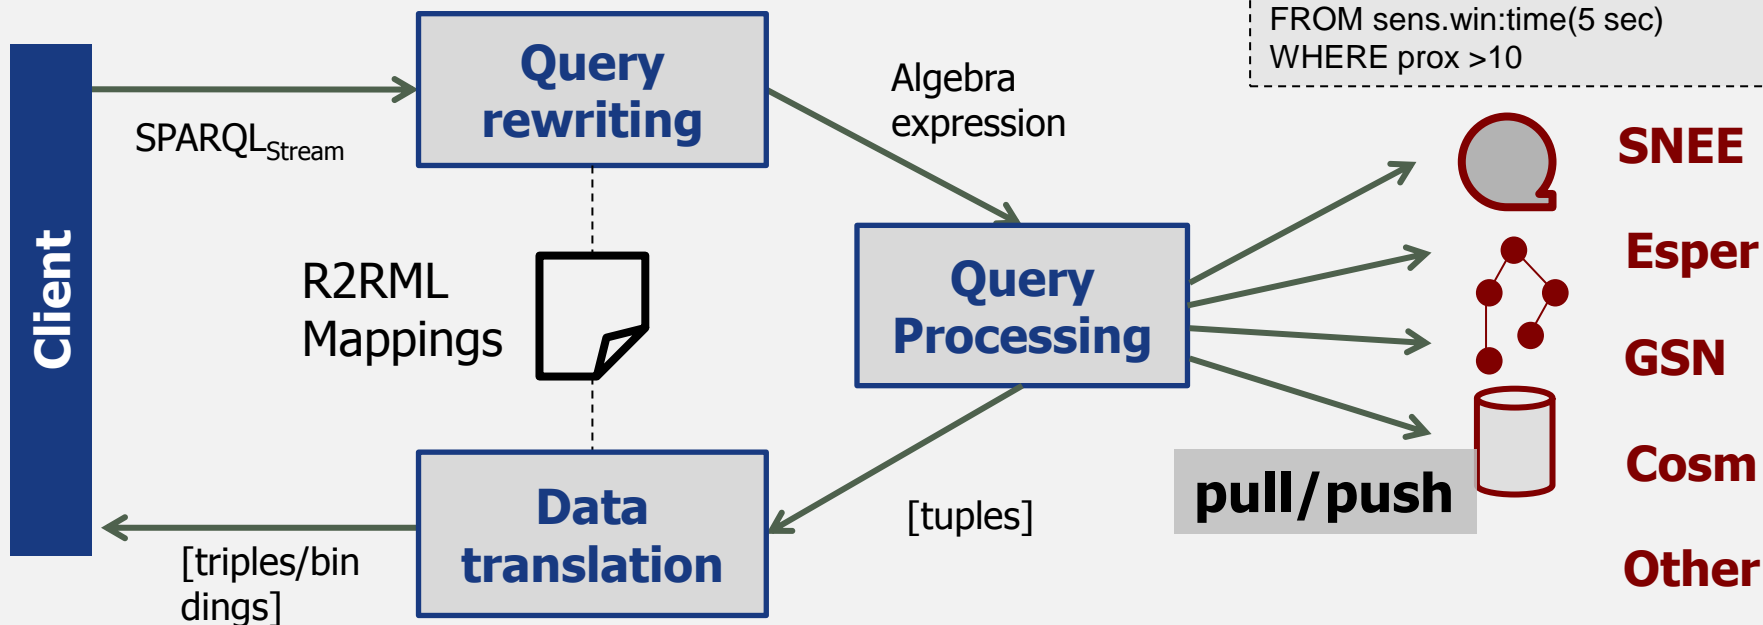 FROM sens.win:time(5 sec)
WHERE prox >10
Query
rewriting
Algebra
expression
SPARQLStream
SNEE
Client
R2RML
Mappings
Query
Processing
Esper
GSN
Cosm
pull/push
Data
translation
[tuples]
[triples/bin
dings]
Other